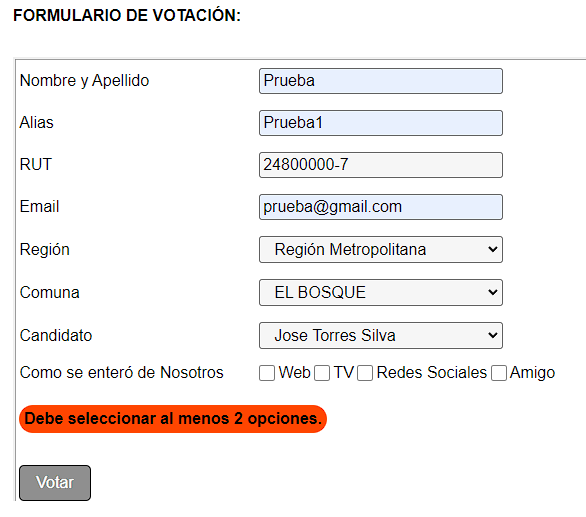 FORMULARIO DE VOTACIÓN:
Nombre y Apellido Prueba
Alias Prueba1
RUT 24800000-7
Email prueba@gmail.com
Región Región Metropolitana
Comuna EL BOSQUE
Candidato Jose Torres Silva
Como se enteró de Nosotros Web TV Redes Sociales Amigo
Debe seleccionar al menos 2 opciones.
Votar